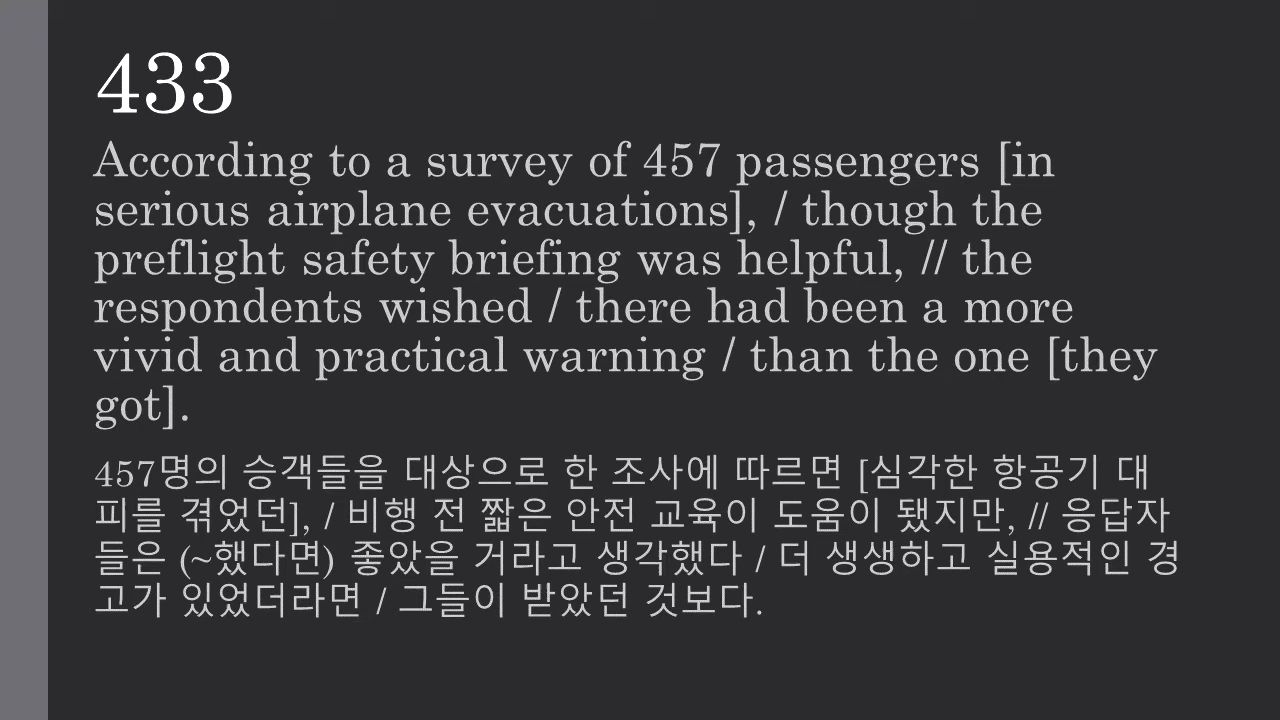 433
According to a survey of 457 passengers [in
serious airplane evacuations], / though the
preflight safety briefing was helpful, // the
respondents wished / there had been a more
vivid and practical warning / than the one [they
got].
457명의 승객들을 대상으로 한 조사에 따르면 [심각한 항공기 대
피를 겪었던], / 비행 전 짧은 안전 교육이 도움이 됐지만, // 응답자
들은 (~했다면) 좋았을 거라고 생각했다 / 더 생생하고 실용적인 경
고가 있었더라면 / 그들이 받았던 것보다.